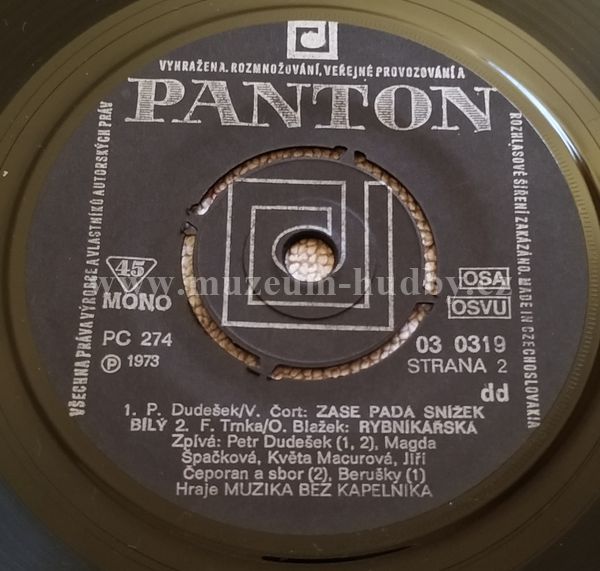 VYHRAŽENA. ROZMNOŽOVÁNÍ, VEŘEJNÉ PROVOZOVÁNÍ A
PANTON
VŠECHNA PRÁVA VÝROBCE A VLASTNÍKŮ AUTORSKÝCH PRÁV
ROZHLASOVÉ ŠÍŘENÍ ZAKÁZÁNO. MADE IN CZECHOSLOVAKIA
www.muzeum-hudby.cz
45
MONO
OSA
OSVU
PC 274
03 0319
Ⓟ 1973
STRANA 2
dd
1. P. Dudešek/V. Čort: ZASE PADÁ SNÍŽEK
BÍLÝ 2. F. Trnka/O. Blažek: RYBNÍKÁŘSKÁ
Zpívá: Petr Dudešek (1, 2), Magda
Špačková, Květa Macurová, Jiří
Čeporan a sbor (2), Berušky (1)
Hraje MUZIKA BEZ KAPELNÍKA